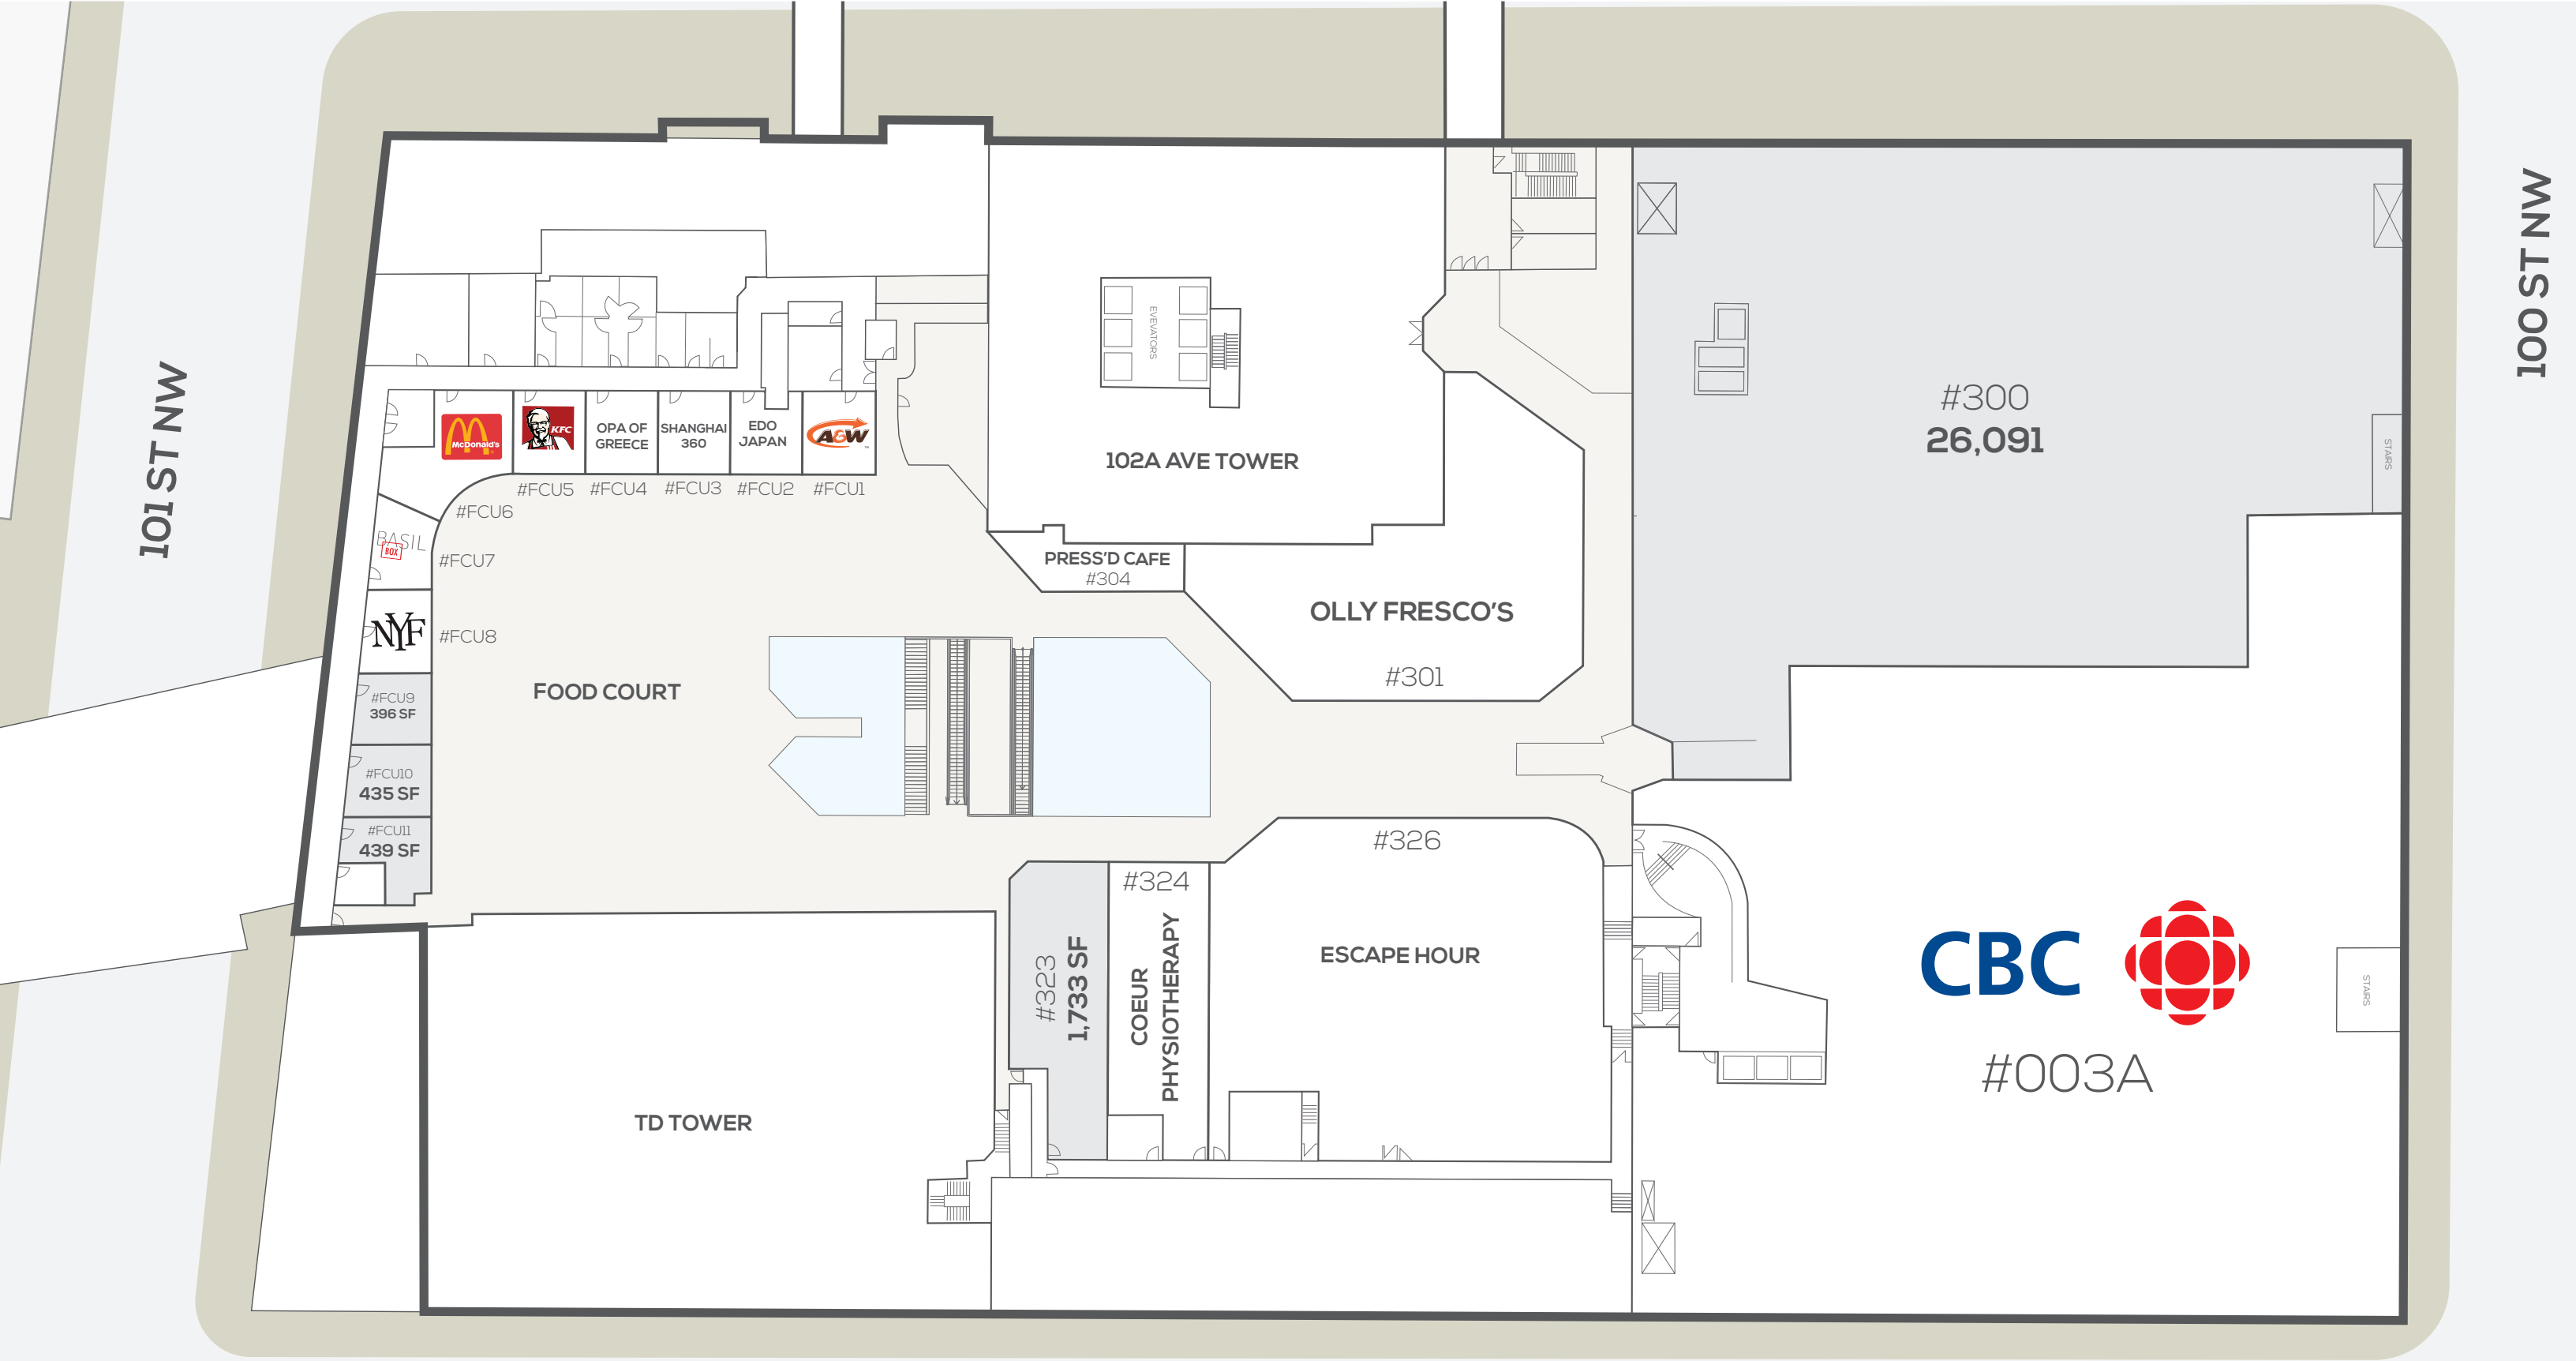 101 ST NW
100 ST NW
McDonald's
KFC
OPA OF
GREECE
SHANGHAI
360
EDO
JAPAN
A&W
#FCU5
#FCU4
#FCU3
#FCU2
#FCU1
#FCU6
BASIL
BOX
#FCU7
NYF
#FCU8
#FCU9
396 SF
#FCU10
435 SF
#FCU11
439 SF
FOOD COURT
EVEVATORS
102A AVE TOWER
PRESS'D CAFE
#304
OLLY FRESCO'S
#301
#300
26,091
STAIRS
#326
ESCAPE HOUR
#324
COEUR
PHYSIOTHERAPY
#323
1,733 SF
TD TOWER
CBC
#003A
STAIRS